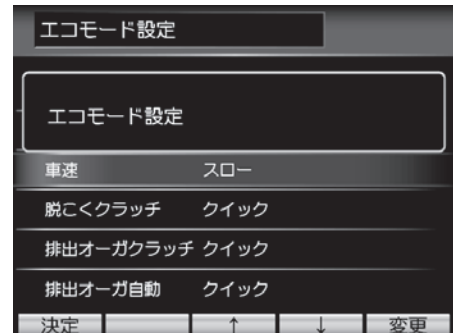 エコモード設定
エコモード設定
車速 スロー
脱こくクラッチ クイック
排出オーガクラッチ クイック
排出オーガ自動 クイック
決定 ↑ ↓ 変更